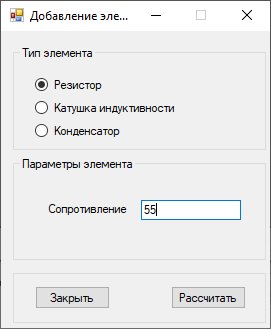 Добавление эле...
Тип элемента
Резистор
Катушка индуктивности
Конденсатор
Параметры элемента
Сопротивление 55
Закрыть Рассчитать